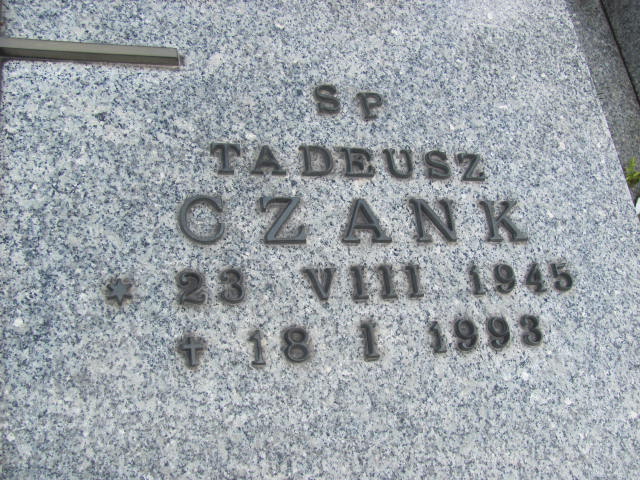 SP
TADEUSZ
CZANK
* 23 VIII 1945
✝ 18 I 1993